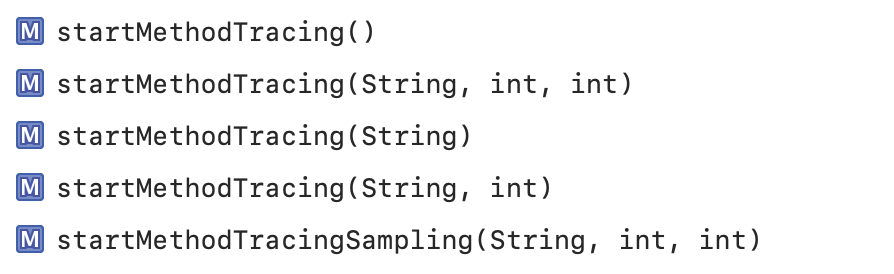 M startMethodTracing()
M startMethodTracing(String, int, int)
M startMethodTracing(String)
M startMethodTracing(String, int)
M startMethodTracingSampling(String, int, int)